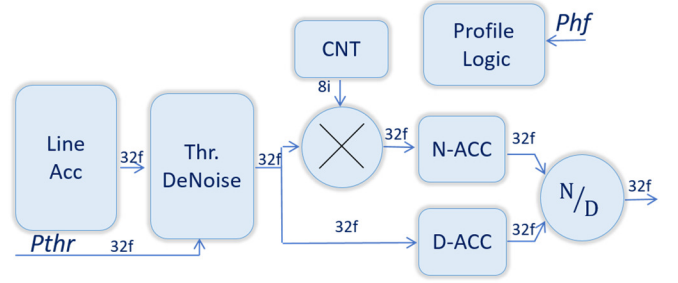 CNT
Profile
Logic
Phf
8i
Line
Acc
32f
Thr.
DeNoise
32f
32f
N-ACC
32f
N/D
32f
32f
D-ACC
32f
Pthr
32f